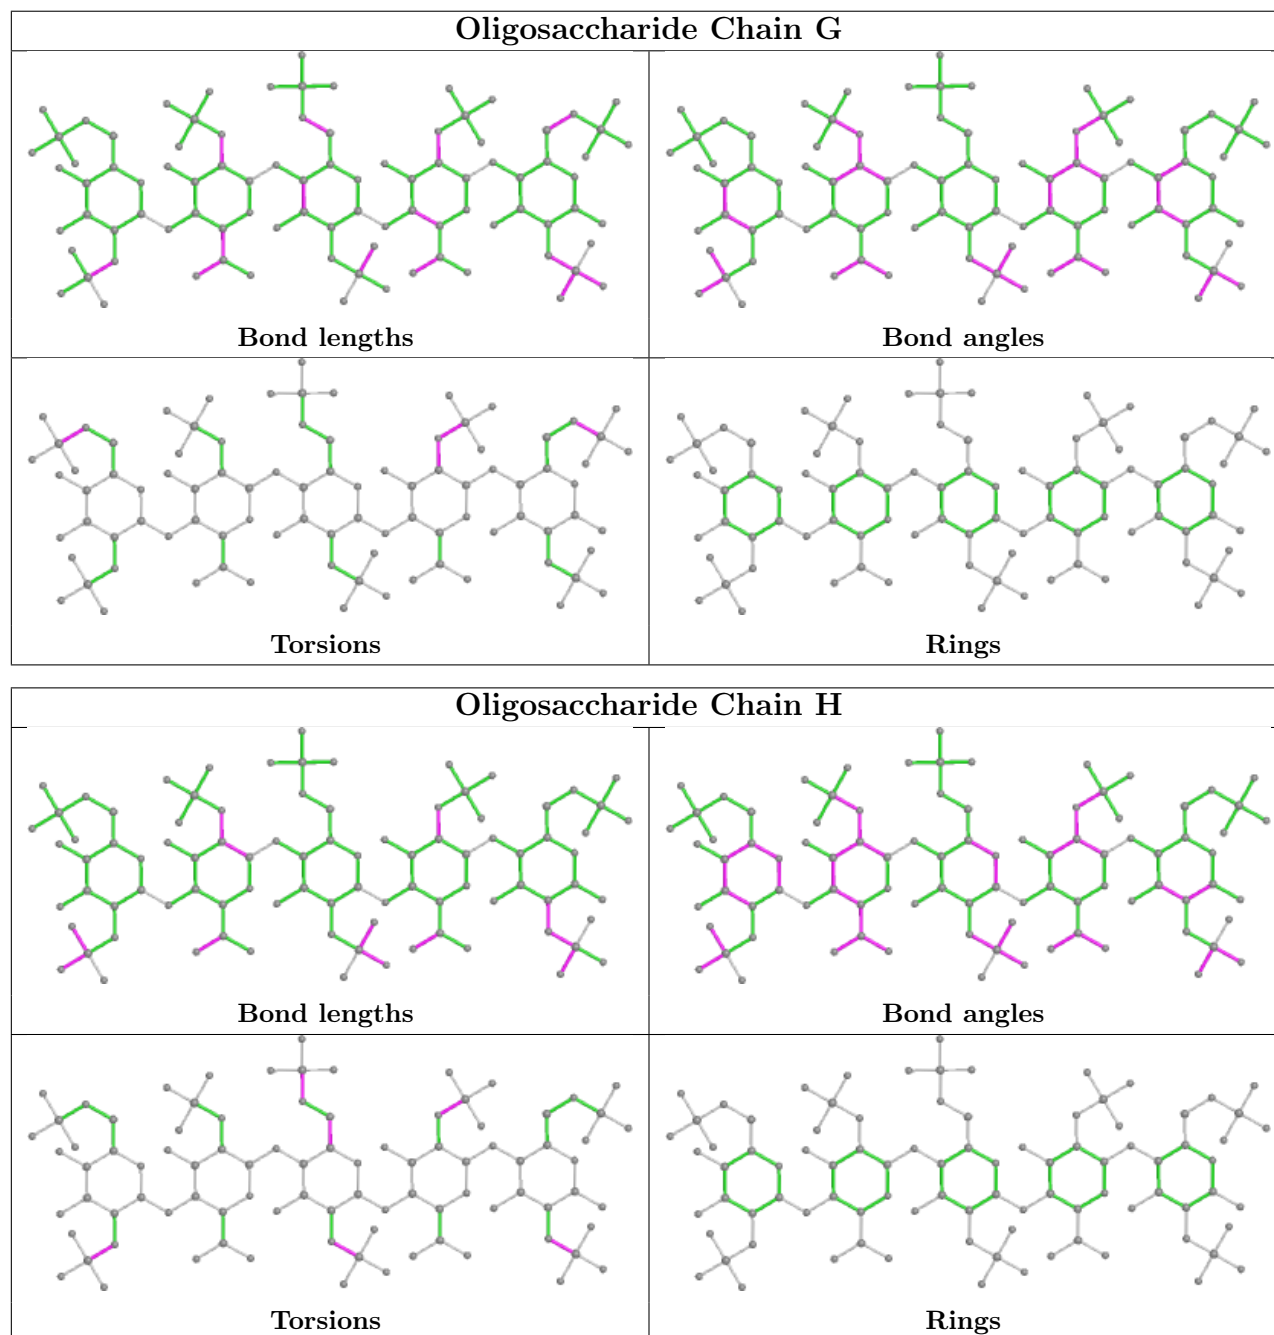 Oligosaccharide Chain G
Bond lengths
Bond angles
Torsions
Rings
Oligosaccharide Chain H
Bond lengths
Bond angles
Torsions
Rings